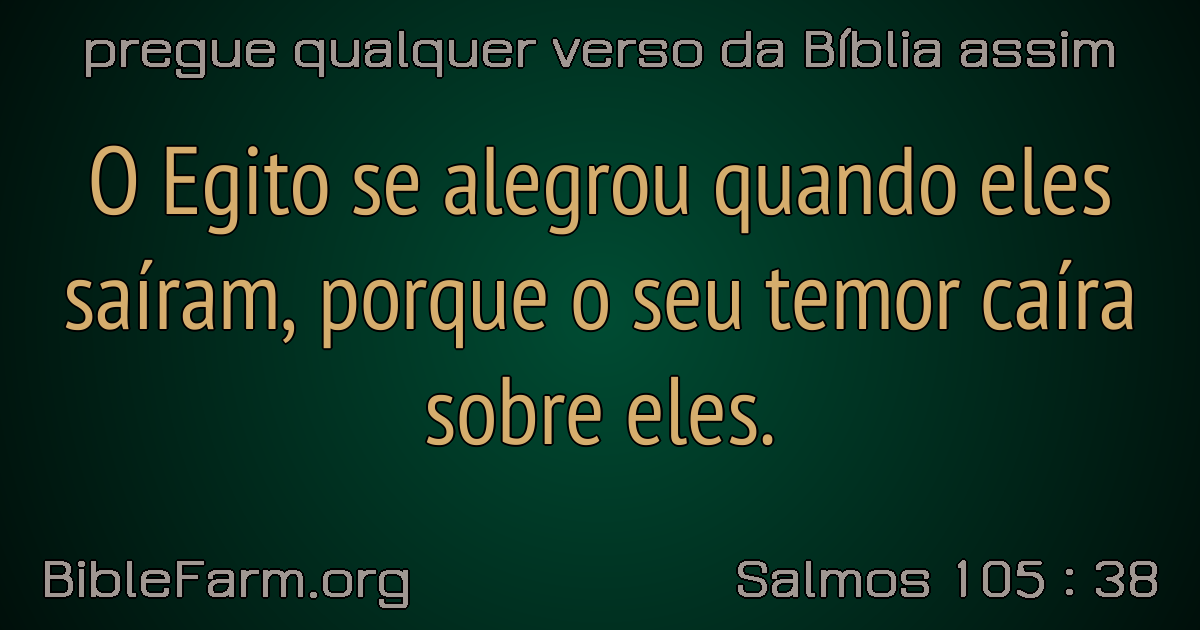 pregue qualquer verso da Bíblia assim
O Egito se alegrou quando eles
saíram, porque o seu temor caíra
sobre eles.
BibleFarm.org
Salmos 105 : 38